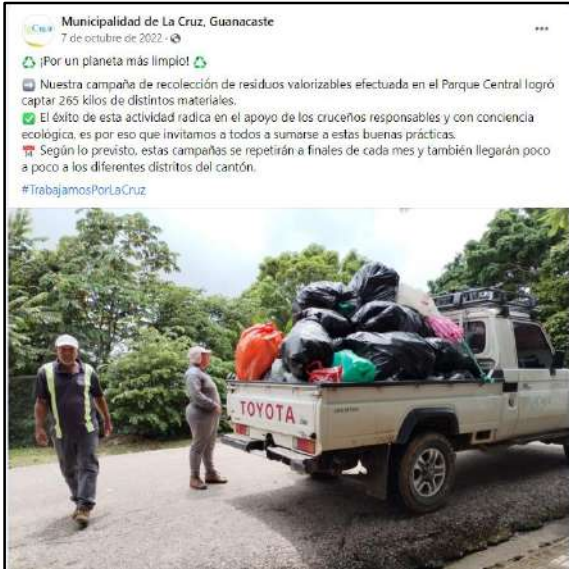 Municipalidad de La Cruz, Guanacaste
7 de octubre de 2022 ·
♻ ¡Por un planeta más limpio! ♻
➡ Nuestra campaña de recolección de residuos valorizables efectuada en el Parque Central logró
captar 265 kilos de distintos materiales.
✅ El éxito de esta actividad radica en el apoyo de los cruceños responsables y con conciencia
ecológica, es por eso que invitamos a todos a sumarse a estas buenas prácticas.
📅 Según lo previsto, estas campañas se repetirán a finales de cada mes y también llegarán poco
a poco a los diferentes distritos del cantón.
#TrabajamosPorLaCruz
TOYOTA